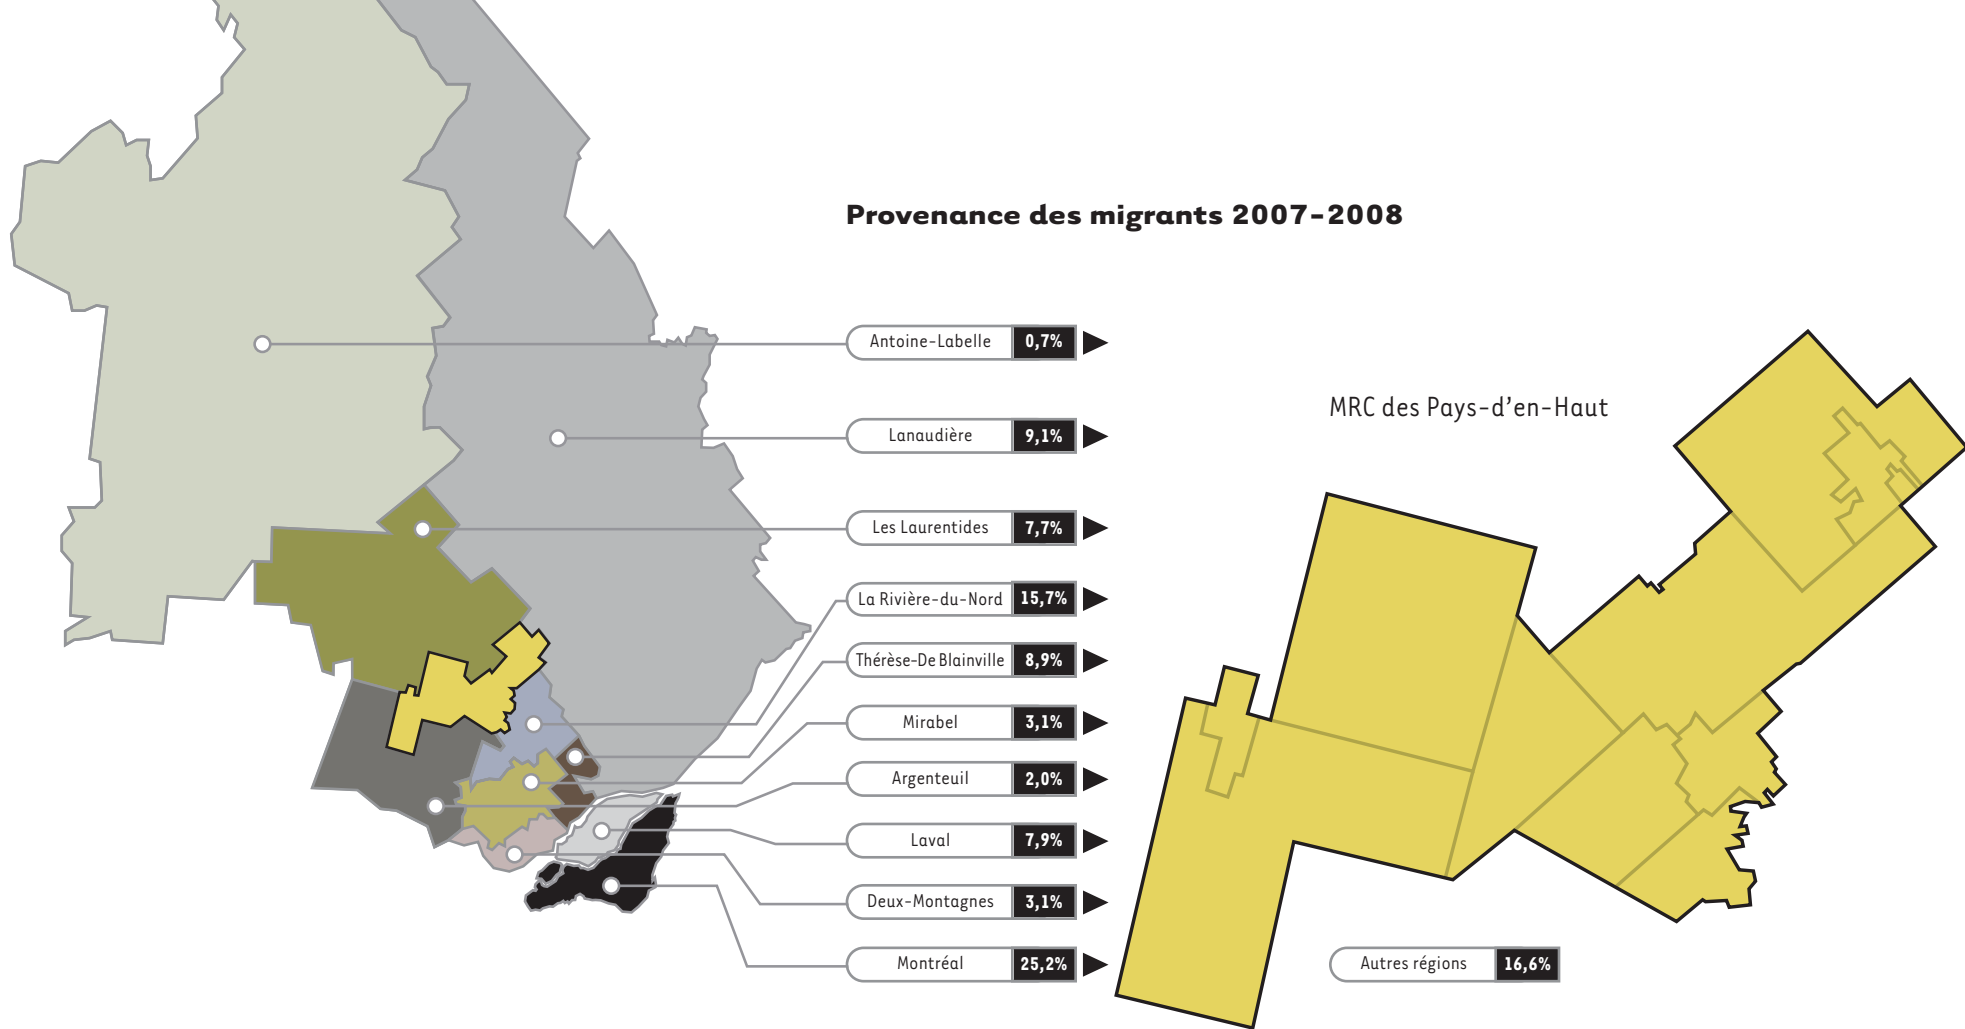 Provenance des migrants 2007-2008
Antoine-Labelle 0,7%
MRC des Pays-d’en-Haut
Lanaudière 9,1%
Les Laurentides 7,7%
La Rivière-du-Nord 15,7%
Thérèse-De Blainville 8,9%
Mirabel 3,1%
Argenteuil 2,0%
Laval 7,9%
Deux-Montagnes 3,1%
Montréal 25,2%
Autres régions 16,6%